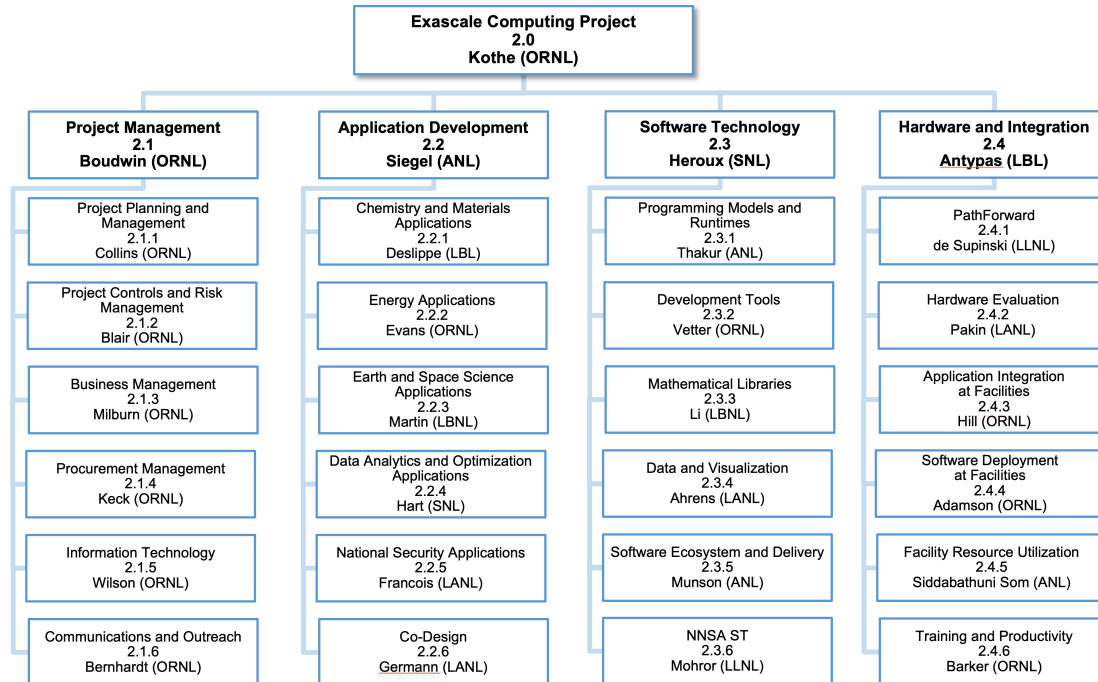 Exascale Computing Project
2.0
Kothe (ORNL)
Project Management
2.1
Boudwin (ORNL)
Project Planning and
Management
2.1.1
Collins (ORNL)
Project Controls and Risk
Management
2.1.2
Blair (ORNL)
Business Management
2.1.3
Milburn (ORNL)
Procurement Management
2.1.4
Keck (ORNL)
Information Technology
2.1.5
Wilson (ORNL)
Communications and Outreach
2.1.6
Bernhardt (ORNL)
Application Development
2.2
Siegel (ANL)
Chemistry and Materials
Applications
2.2.1
Deslippe (LBL)
Energy Applications
2.2.2
Evans (ORNL)
Earth and Space Science
Applications
2.2.3
Martin (LBNL)
Data Analytics and Optimization
Applications
2.2.4
Hart (SNL)
National Security Applications
2.2.5
Francois (LANL)
Co-Design
2.2.6
Germann (LANL)
Software Technology
2.3
Heroux (SNL)
Programming Models and
Runtimes
2.3.1
Thakur (ANL)
Development Tools
2.3.2
Vetter (ORNL)
Mathematical Libraries
2.3.3
Li (LBNL)
Data and Visualization
2.3.4
Ahrens (LANL)
Software Ecosystem and Delivery
2.3.5
Munson (ANL)
NNSA ST
2.3.6
Mohror (LLNL)
Hardware and Integration
2.4
Antypas (LBL)
PathForward
2.4.1
de Supinski (LLNL)
Hardware Evaluation
2.4.2
Pakin (LANL)
Application Integration
at Facilities
2.4.3
Hill (ORNL)
Software Deployment
at Facilities
2.4.4
Adamson (ORNL)
Facility Resource Utilization
2.4.5
Siddabathuni Som (ANL)
Training and Productivity
2.4.6
Barker (ORNL)